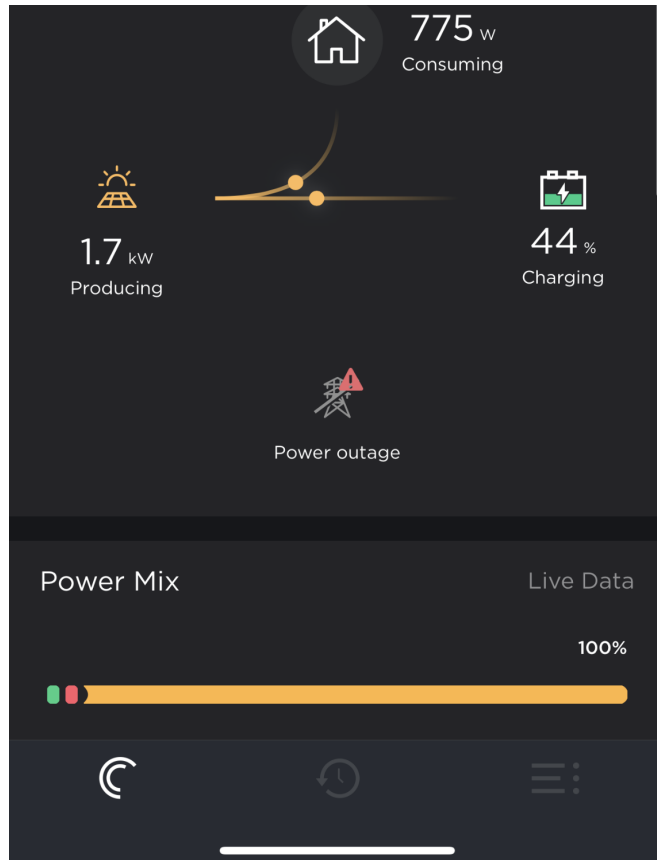 775 W
Consuming
1.7 kW
Producing
44 %
Charging
Power outage
Power Mix
Live Data
100%